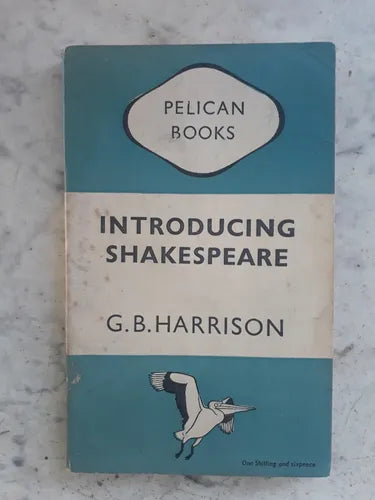 PELICAN
BOOKS
INTRODUCING
SHAKESPEARE
G.B.HARRISON
One Shilling and sixpence